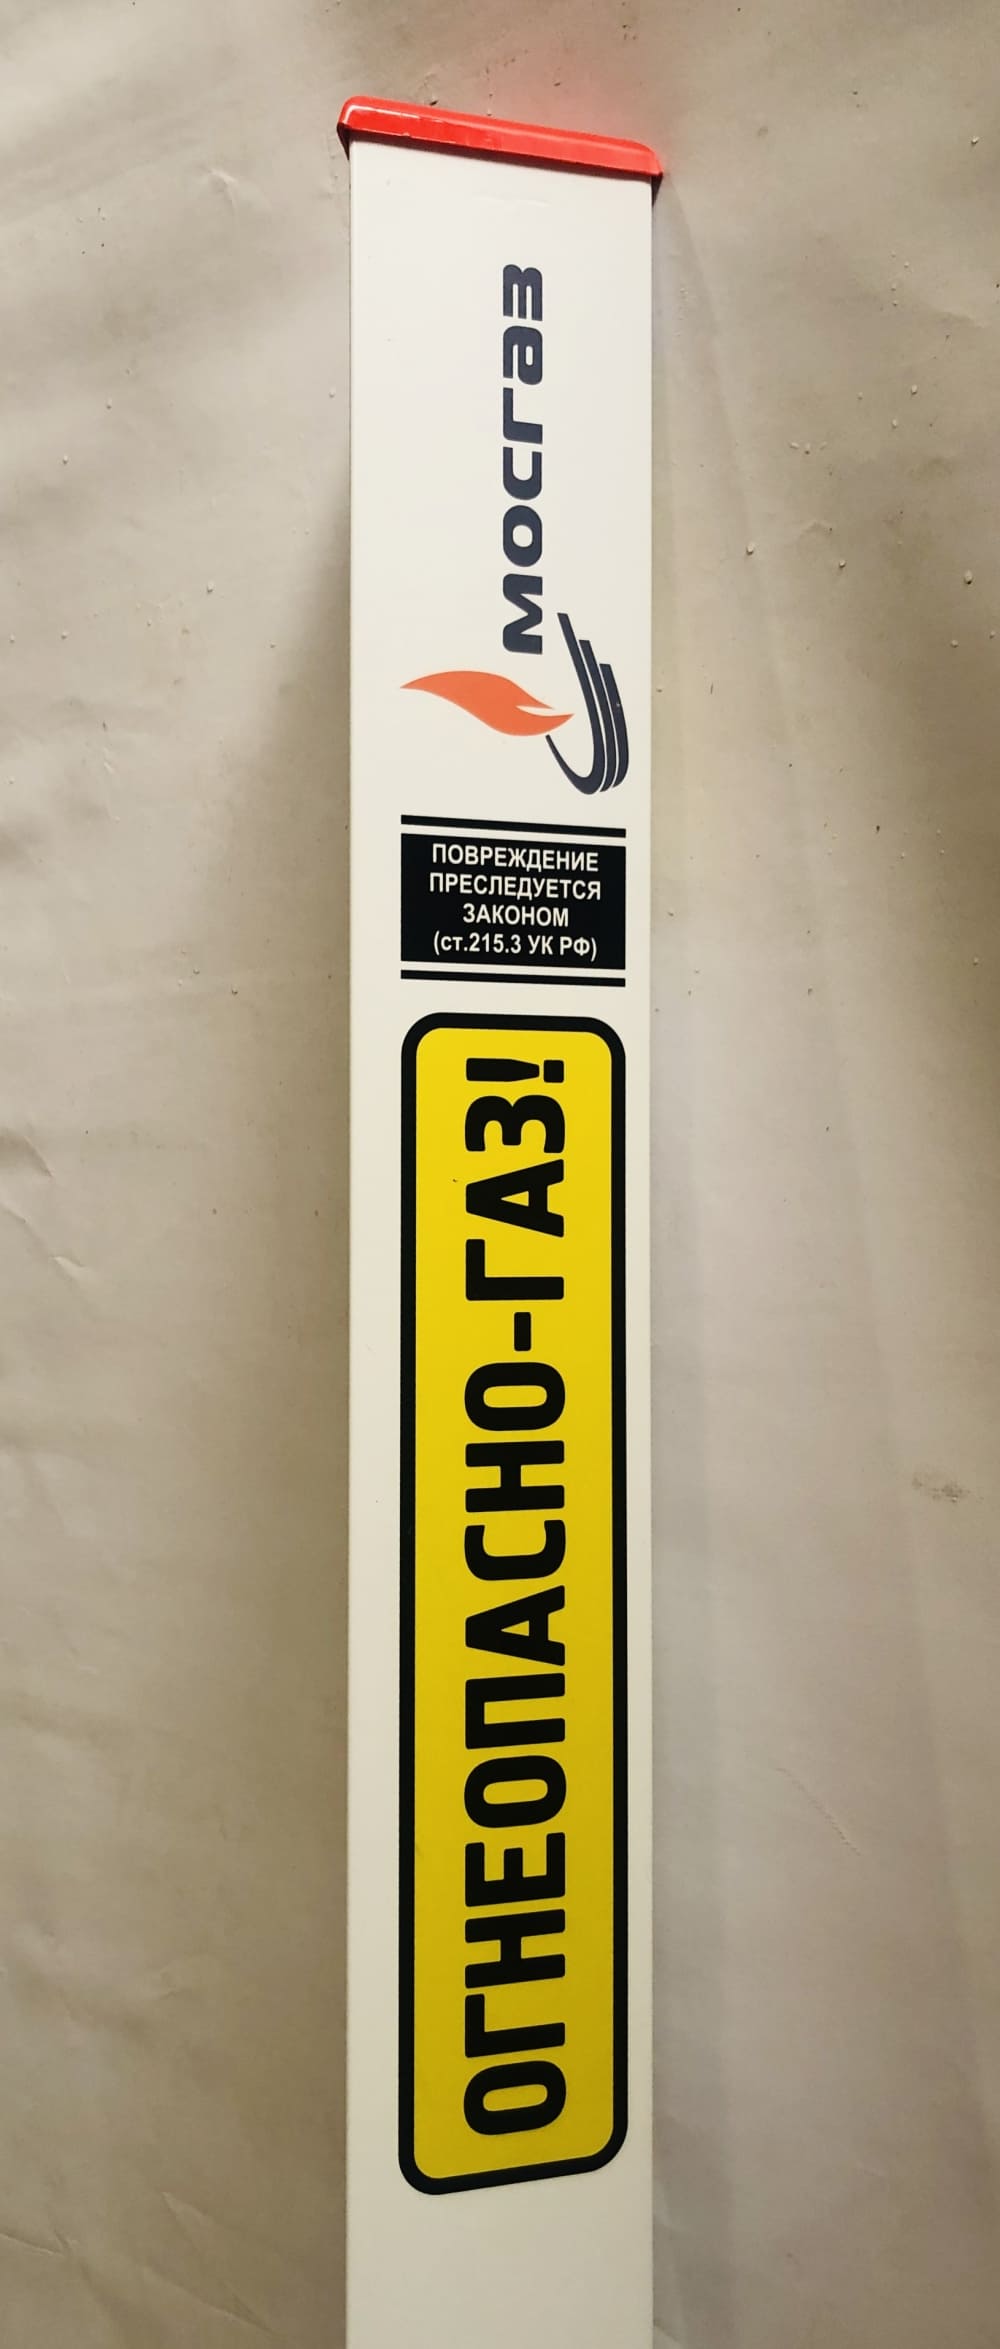 МОСГАЗ
ПОВРЕЖДЕНИЕ
ПРЕСЛЕДУЕТСЯ
ЗАКОНОМ
(ст.215.3 УК РФ)
ОГНЕОПАСНО-ГАЗ!